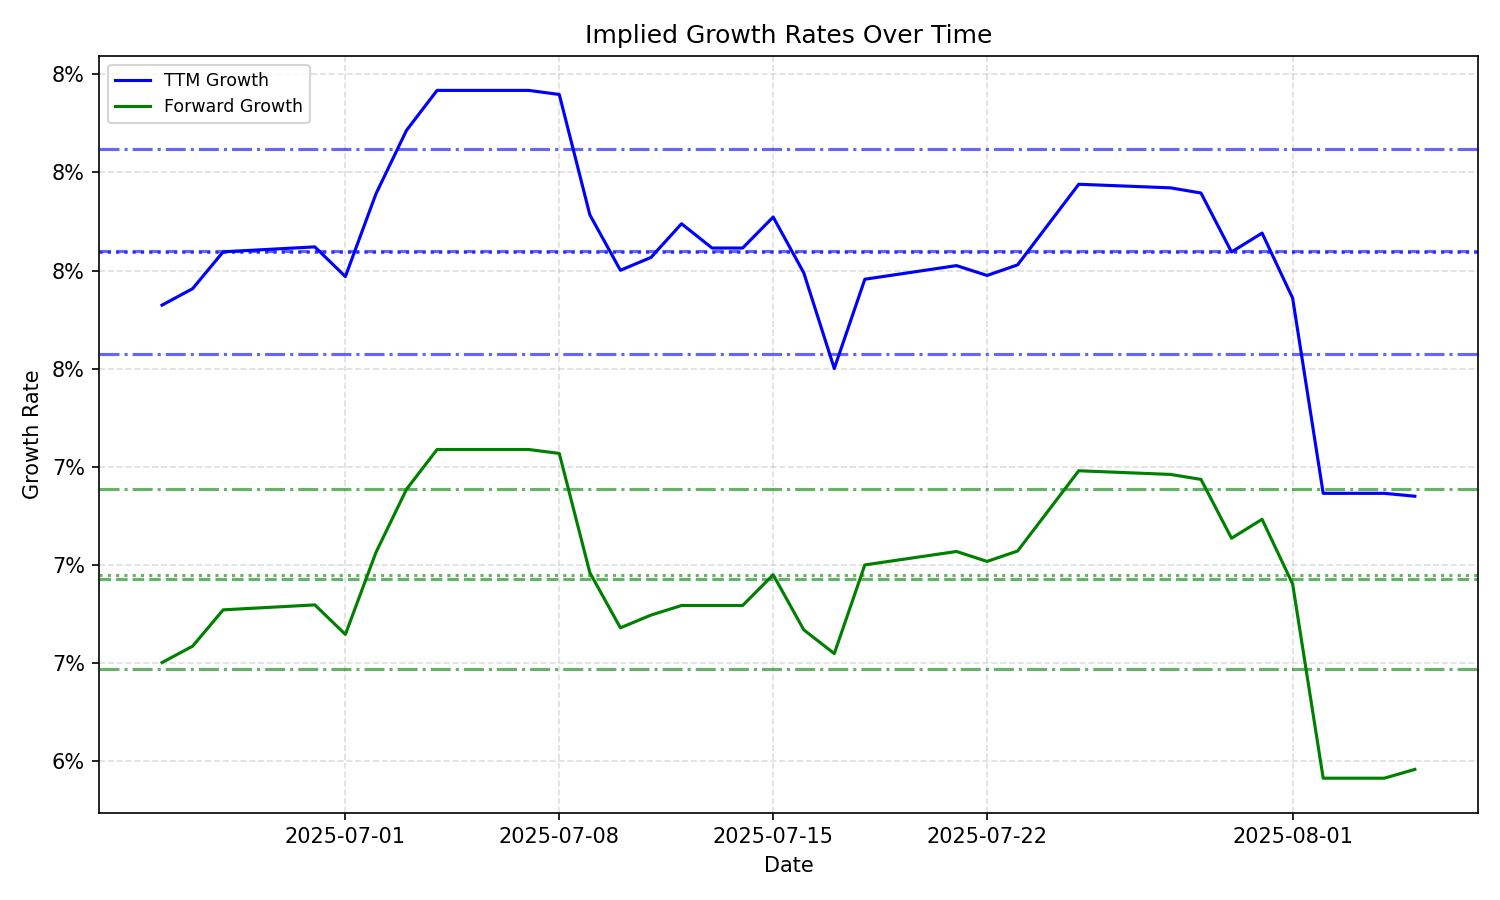 Implied Growth Rates Over Time
TTM Growth
Forward Growth
8%
8%
8%
8%
7%
7%
7%
6%
Growth Rate
2025-07-01
2025-07-08
2025-07-15
2025-07-22
2025-08-01
Date